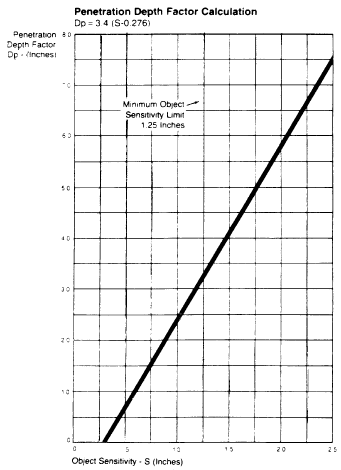 Penetration Depth Factor Calculation
Dp = 3.4 (S-0.276)
Penetration
Depth Factor
Dp - (Inches)
8.0
7.0
Minimum Object
Sensitivity Limit
1.25 Inches
6.0
5.0
4.0
3.0
2.0
1.0
0
0
.5
1.0
1.5
2.0
2.5
Object Sensitivity - S (Inches)